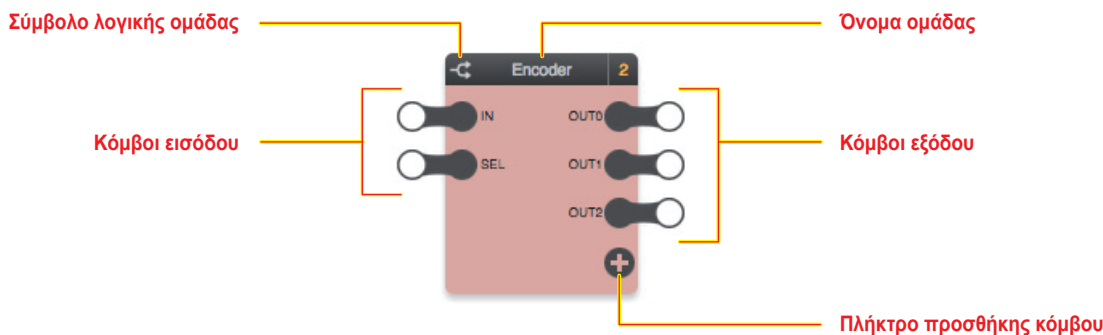 Σύμβολο λογικής ομάδας
Όνομα ομάδας
Encoder 2
IN OUT0
Κόμβοι εισόδου
Κόμβοι εξόδου
SEL OUT1
OUT2
Πλήκτρο προσθήκης κόμβου